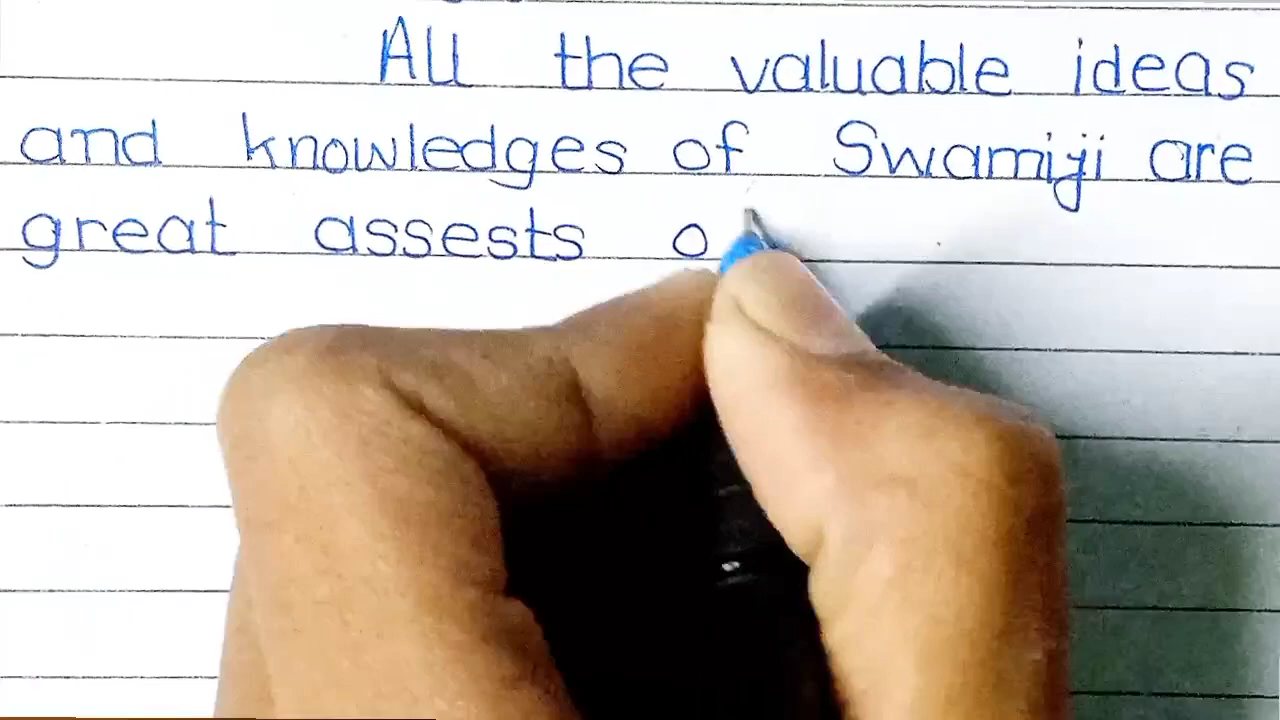 All the valuable ideas
and knowledges of Swamiji are
great assests o